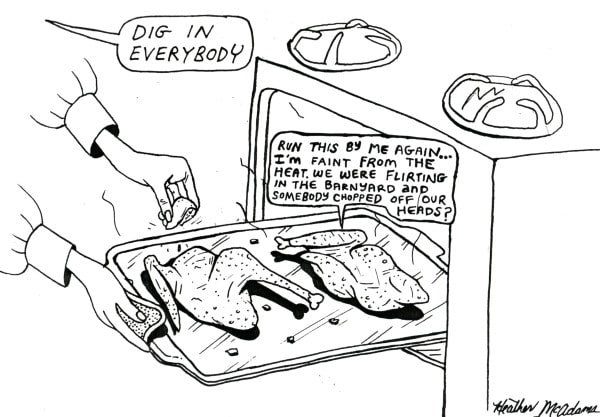 DIG IN
EVERYBODY
RUN THIS BY ME AGAIN...
I'M FAINT FROM THE
HEAT. WE WERE FLIRTING
IN THE BARNYARD and
SOMEBODY CHOPPED OFF OUR
HEADS?
Heather McAdams